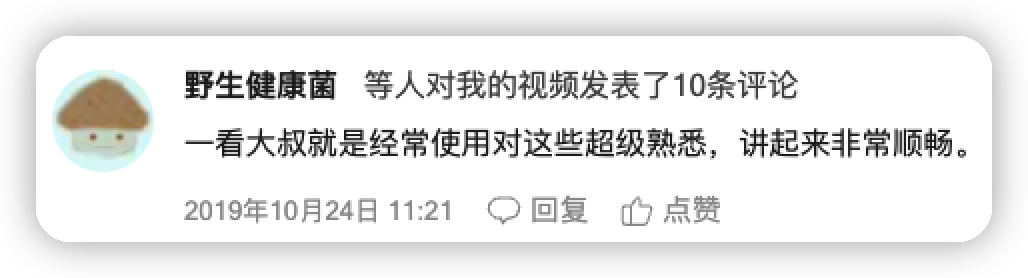 野生健康菌 等人对我的视频发表了10条评论
一看大叔就是经常使用对这些超级熟悉，讲起来非常顺畅。
2019年10月24日 11:21 回复 点赞